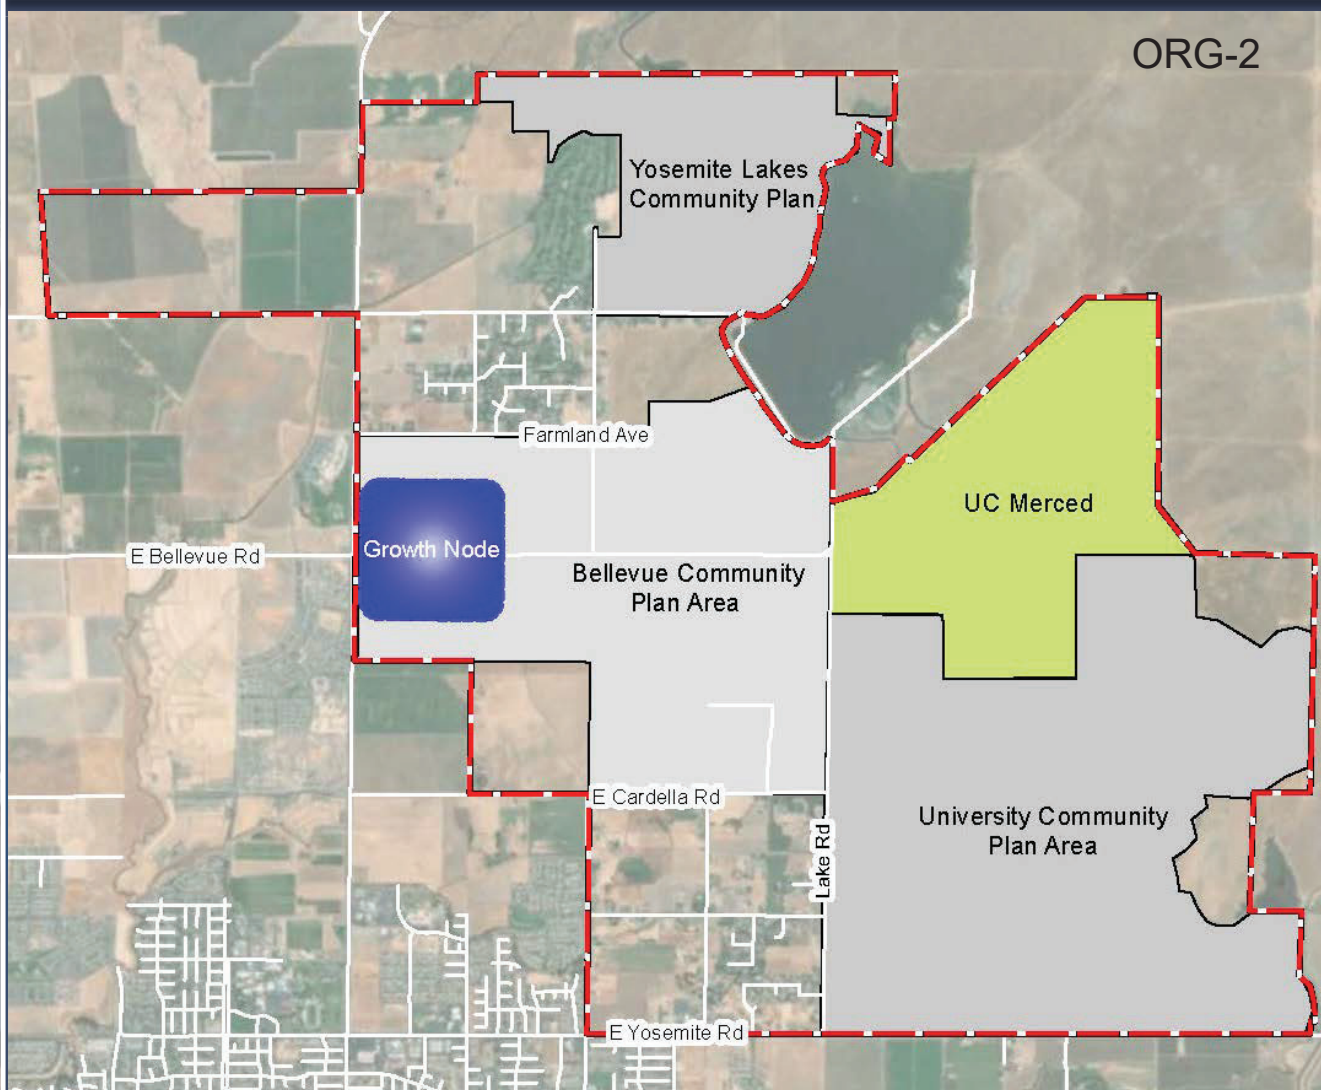 ORG-2
Yosemite Lakes
Community Plan
Farmland Ave
UC Merced
Growth Node
E Bellevue Rd
Bellevue Community
Plan Area
E Cardella Rd
University Community
Plan Area
Lake Rd
E Yosemite Rd